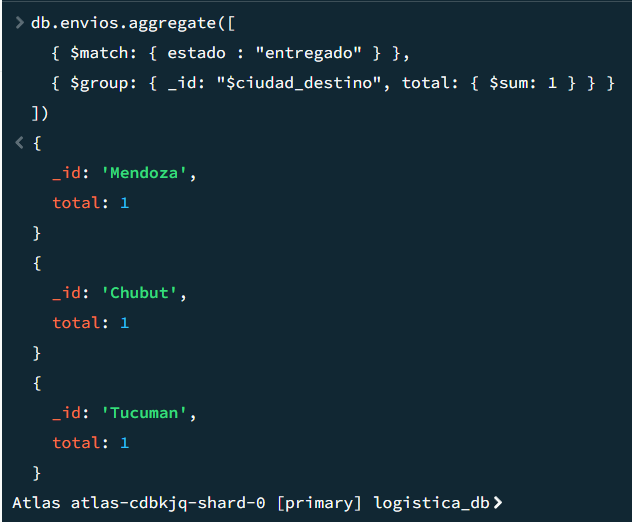 > db.envios.aggregate([
{ $match: { estado : "entregado" } },
{ $group: { _id: "$ciudad_destino", total: { $sum: 1 } } }
])
< {
_id: 'Mendoza',
total: 1
}
{
_id: 'Chubut',
total: 1
}
{
_id: 'Tucuman',
total: 1
}
Atlas atlas-cdbkjq-shard-0 [primary] logistica_db>